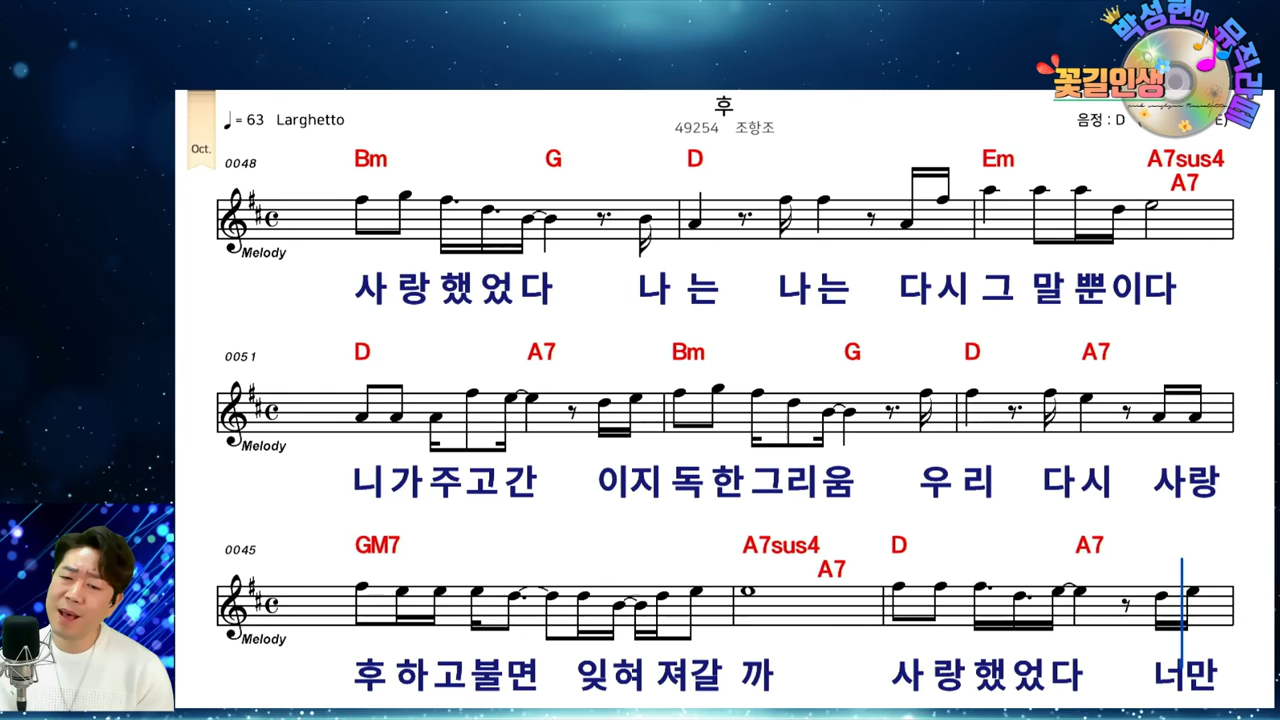 박성현의 뮤직라떼
꽃길인생
후
♩= 63 Larghetto
49254 조항조
음정 : D
E)
Oct.
0048
Bm G D Em A7sus4 A7
Melody
사랑했었다 나는 나는 다시 그 말뿐이다
0051
D A7 Bm G D A7
Melody
니가주고간 이지독한그리움 우리 다시 사랑
0045
GM7 A7sus4 A7 D A7
Melody
후하고불면 잊혀져갈까 사랑했었다 너만